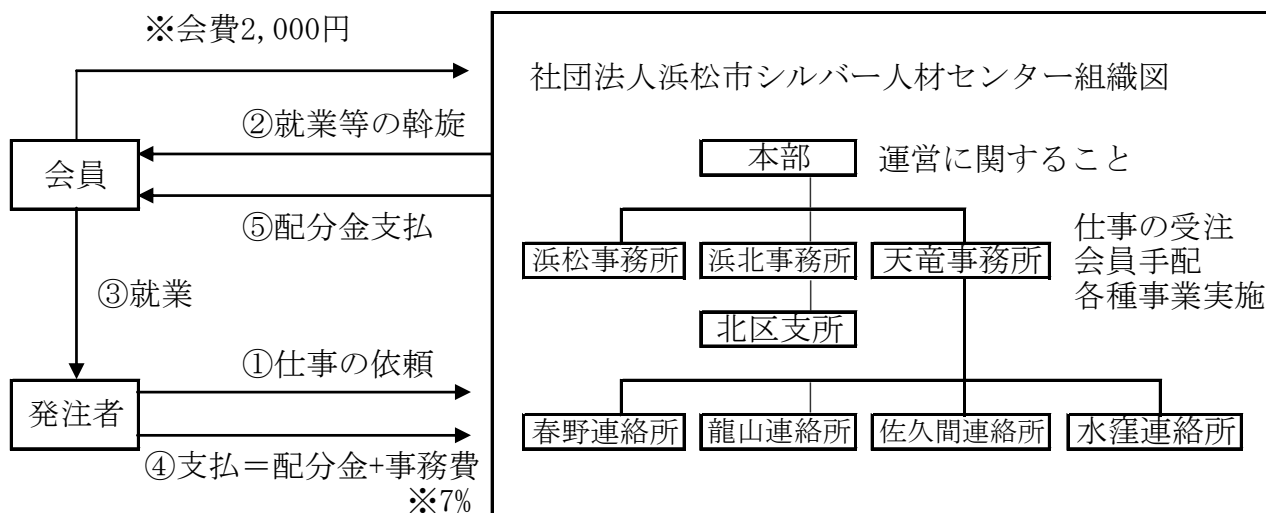 ※会費2,000円
社団法人浜松市シルバー人材センター組織図
②就業等の斡旋
会員
本部
運営に関すること
⑤配分金支払
浜松事務所
浜北事務所
天竜事務所
仕事の受注
会員手配
各種事業実施
③就業
北区支所
①仕事の依頼
発注者
春野連絡所
龍山連絡所
佐久間連絡所
水窪連絡所
④支払＝配分金+事務費
※7%